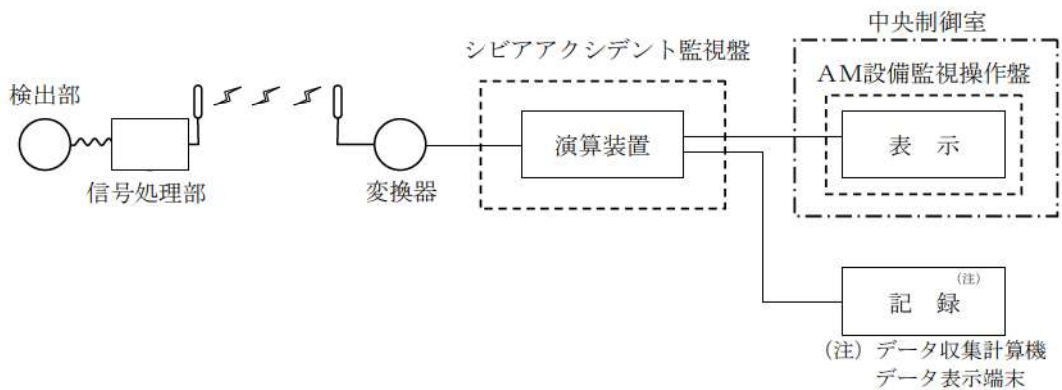 中央制御室
シビアアクシデント監視盤
AM設備監視操作盤
検出部
演算装置
表 示
信号処理部
変換器
(注)
記 録
(注) データ収集計算機
データ表示端末